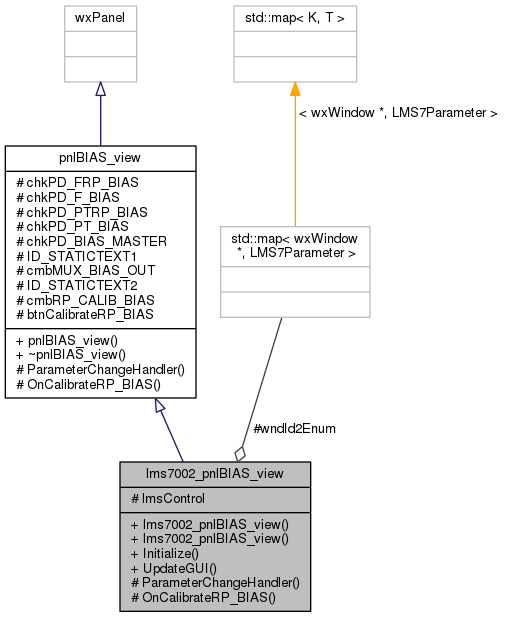 wxPanel
std::map< K, T >
< wxWindow *, LMS7Parameter >
pnlBIAS_view
# chkPD_FRP_BIAS
# chkPD_F_BIAS
# chkPD_PTRP_BIAS
# chkPD_PT_BIAS
# chkPD_BIAS_MASTER
# ID_STATICTEXT1
# cmbMUX_BIAS_OUT
# ID_STATICTEXT2
# cmbRP_CALIB_BIAS
# btnCalibrateRP_BIAS
+ pnlBIAS_view()
+ ~pnlBIAS_view()
# ParameterChangeHandler()
# OnCalibrateRP_BIAS()
std::map< wxWindow
*, LMS7Parameter >
#wndId2Enum
lms7002_pnlBIAS_view
# lmsControl
+ lms7002_pnlBIAS_view()
+ lms7002_pnlBIAS_view()
+ Initialize()
+ UpdateGUI()
# ParameterChangeHandler()
# OnCalibrateRP_BIAS()